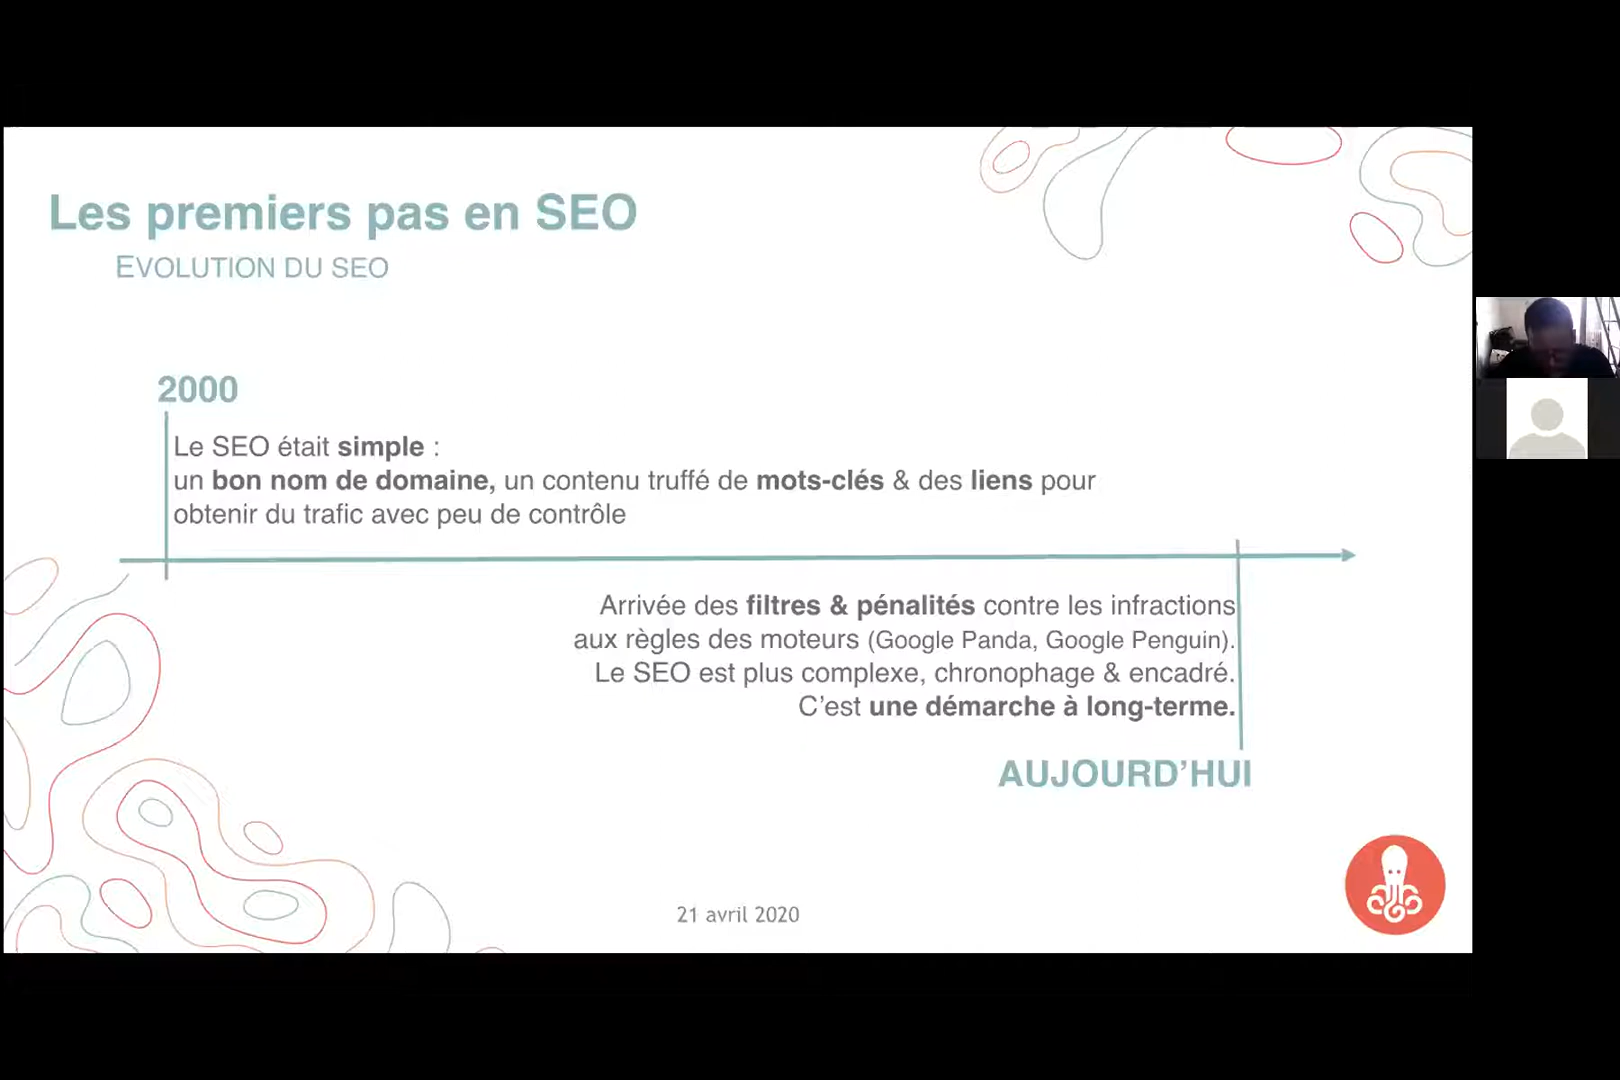 Les premiers pas en SEO
EVOLUTION DU SEO
2000
Le SEO était simple :
un bon nom de domaine, un contenu truffé de mots-clés & des liens pour
obtenir du trafic avec peu de contrôle
Arrivée des filtres & pénalités contre les infractions
aux règles des moteurs (Google Panda, Google Penguin).
Le SEO est plus complexe, chronophage & encadré.
C’est une démarche à long-terme.
AUJOURD’HUI
21 avril 2020